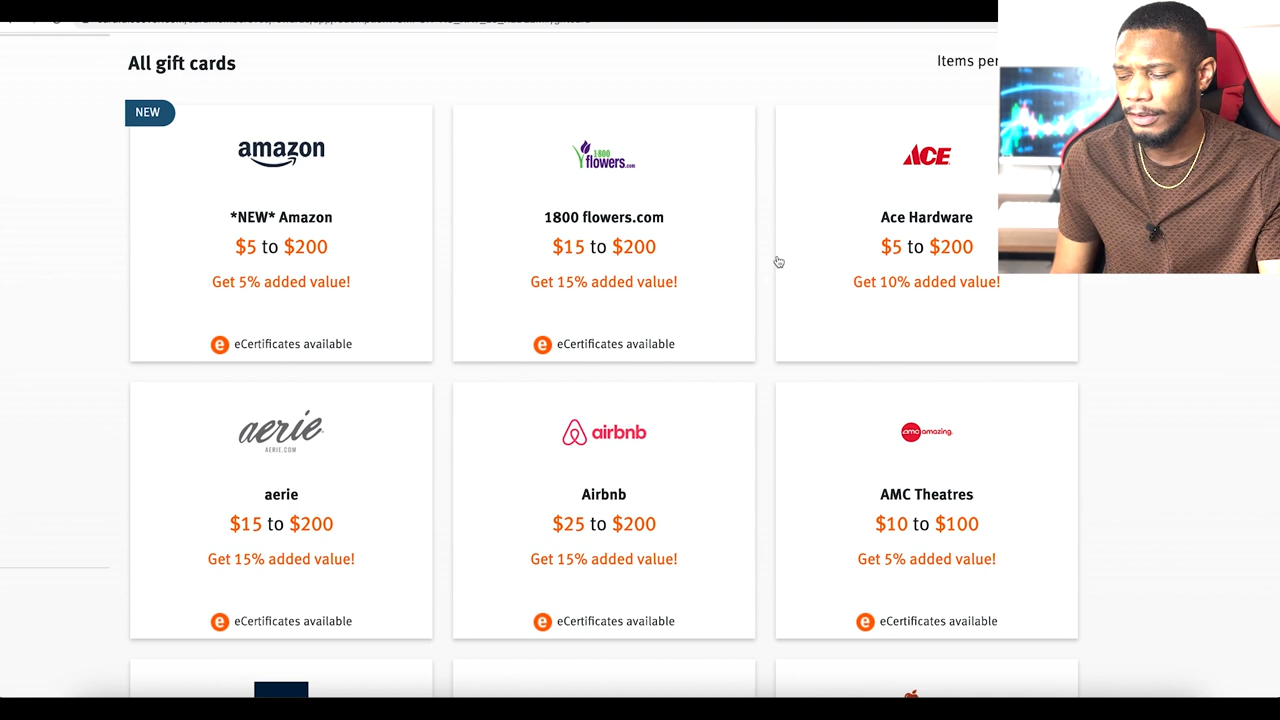 All gift cards
Items per
NEW
amazon
1800 flowers.com
ACE
*NEW* Amazon
1800 flowers.com
Ace Hardware
$5 to $200
$15 to $200
$5 to $200
Get 5% added value!
Get 15% added value!
Get 10% added value!
e eCertificates available
e eCertificates available
aerie
AERIE.COM
airbnb
amc amazing.
aerie
Airbnb
AMC Theatres
$15 to $200
$25 to $200
$10 to $100
Get 15% added value!
Get 15% added value!
Get 5% added value!
e eCertificates available
e eCertificates available
e eCertificates available